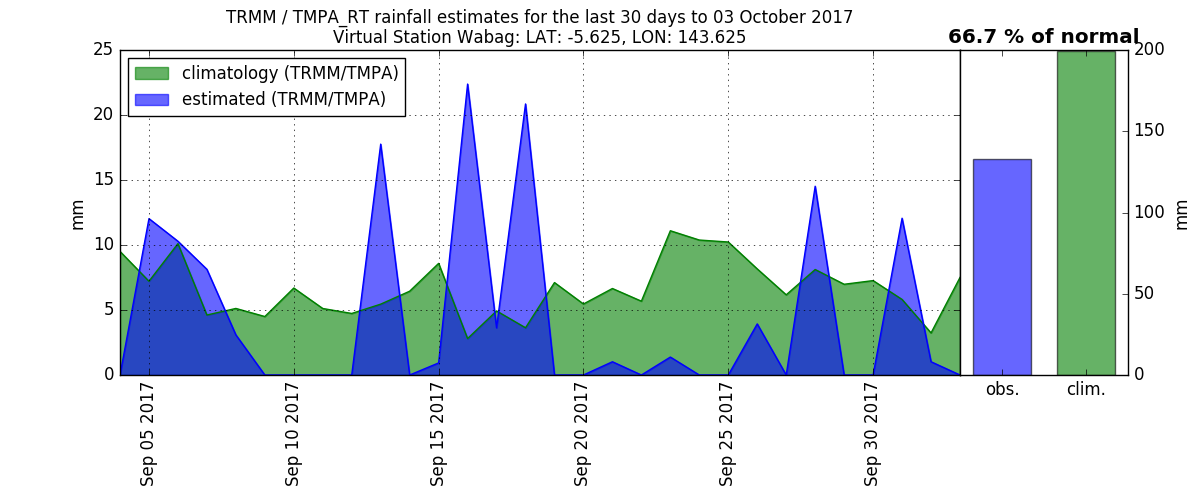 TRMM / TMPA_RT rainfall estimates for the last 30 days to 03 October 2017
Virtual Station Wabag: LAT: -5.625, LON: 143.625
66.7 % of normal
climatology (TRMM/TMPA)
estimated (TRMM/TMPA)
25
20
15
10
5
0
mm
Sep 05 2017
Sep 10 2017
Sep 15 2017
Sep 20 2017
Sep 25 2017
Sep 30 2017
obs.
clim.
200
150
100
50
0
mm